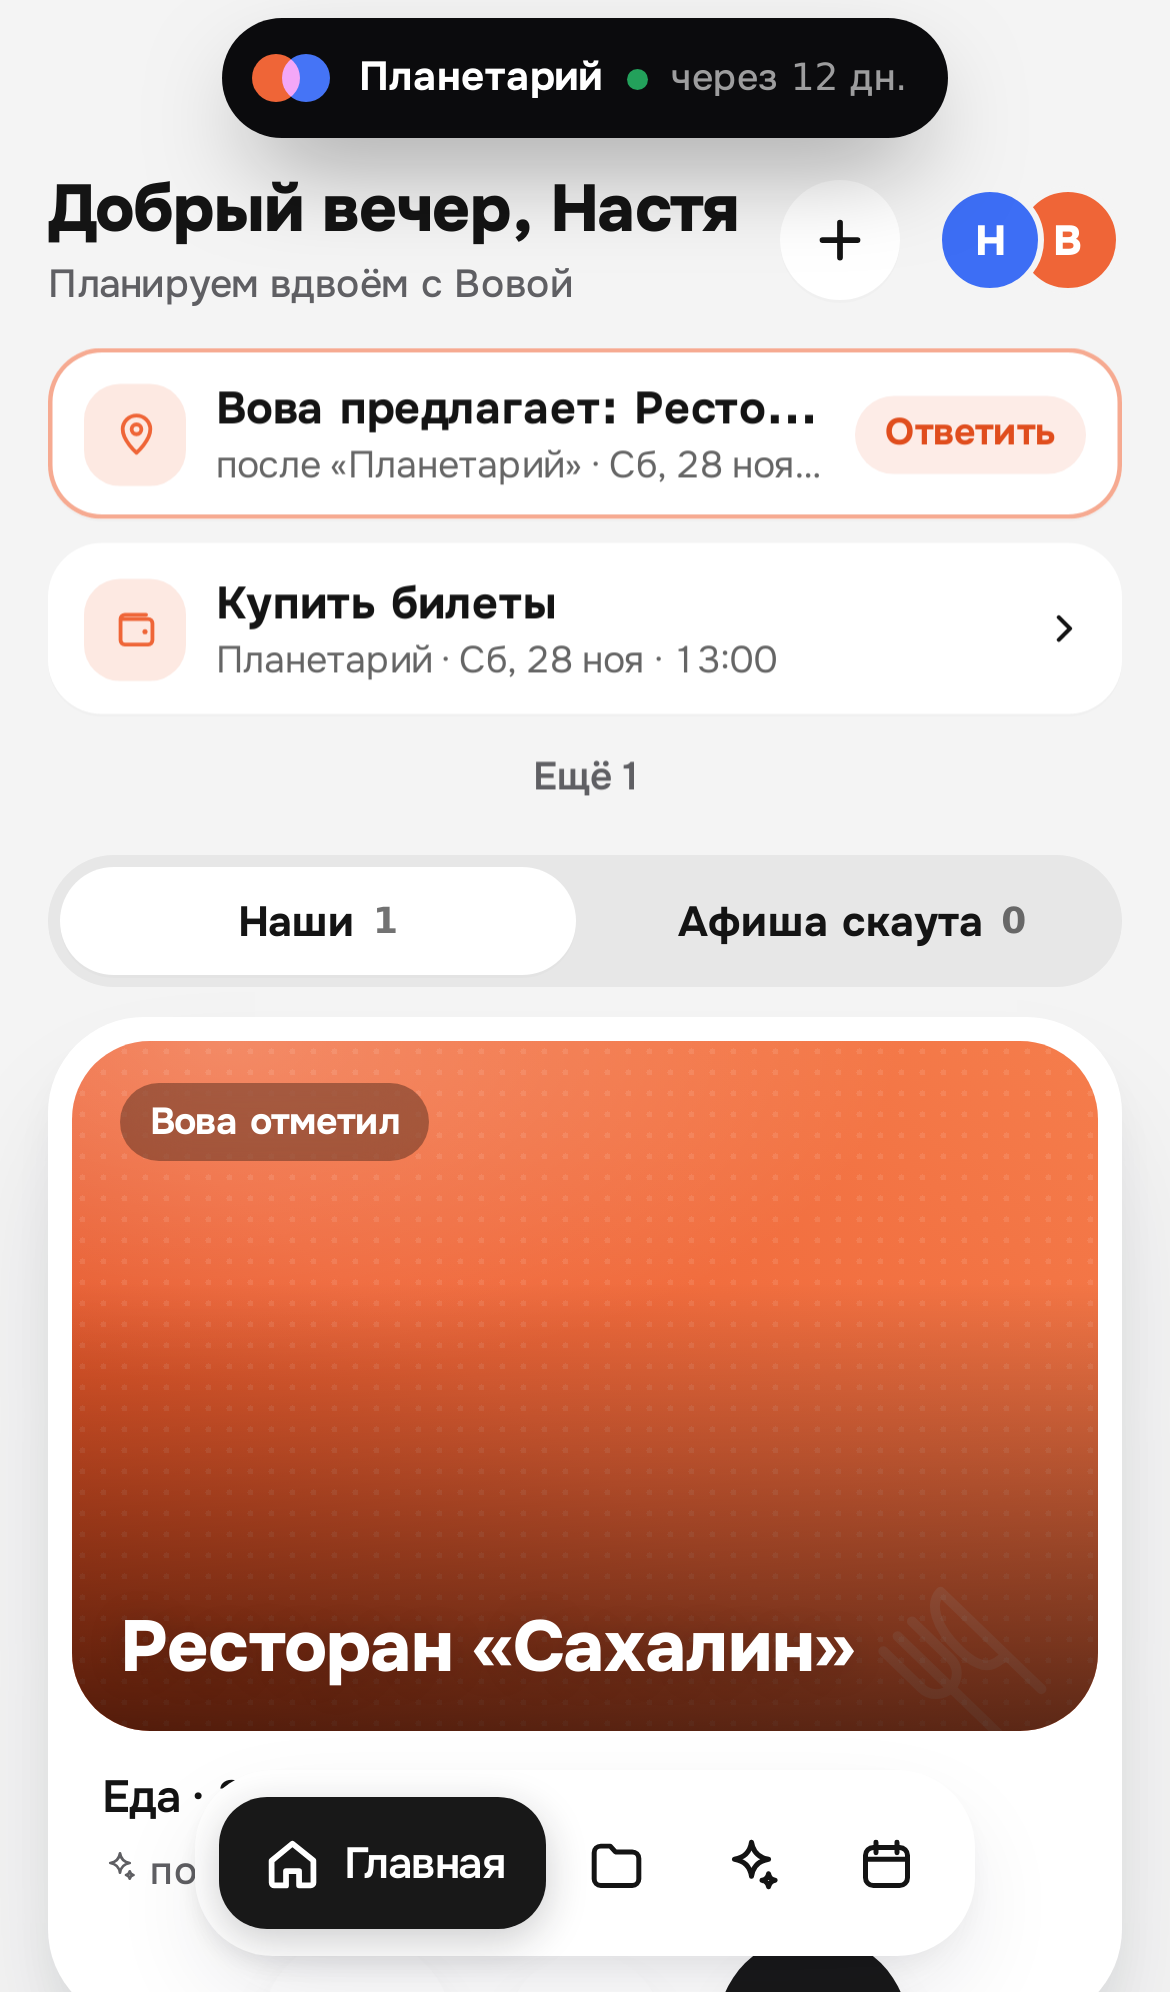 Планетарий • через 12 дн.
Добрый вечер, Настя
Планируем вдвоём с Вовой
Н В
Вова предлагает: Ресто...
после «Планетарий» · Сб, 28 ноя...
Ответить
Купить билеты
Планетарий · Сб, 28 ноя · 13:00
Ещё 1
Наши 1
Афиша скаута 0
Вова отметил
Ресторан «Сахалин»
Еда ·
по
Главная